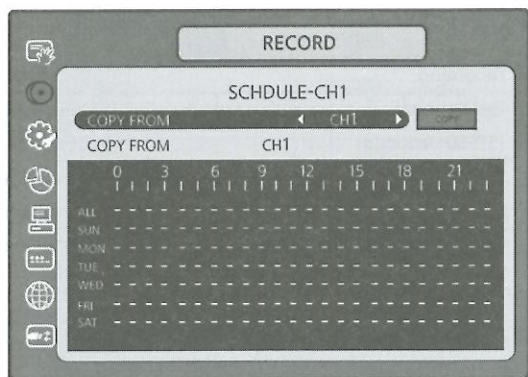 RECORD
SCHDULE-CH1
COPY FROM CH1 COPY
COPY FROM CH1
0 3 6 9 12 15 18 21
ALL
SUN
MON
TUE
WED
FRI
SAT